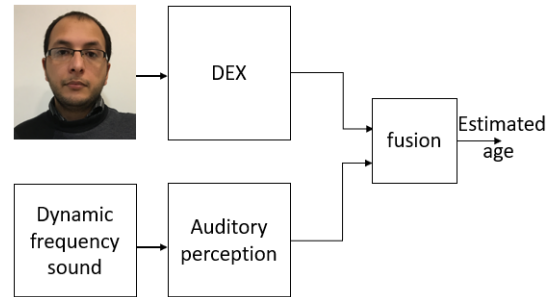 DEX
fusion
Estimated
age
Dynamic
frequency
sound
Auditory
perception